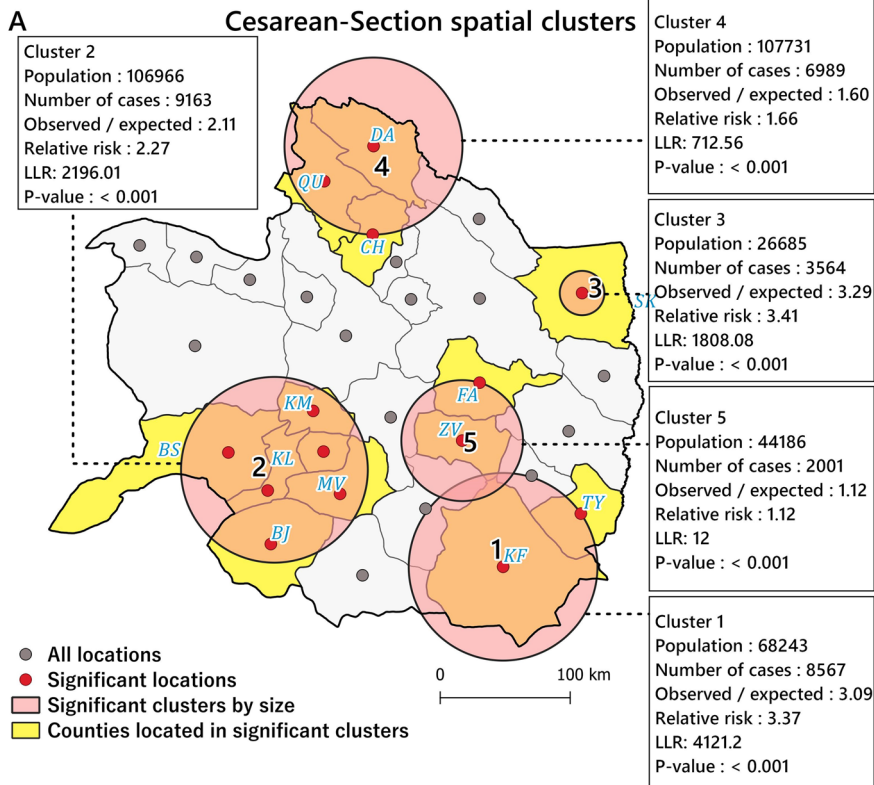 A
Cesarean-Section spatial clusters
Cluster 2
Population : 106966
Number of cases : 9163
Observed / expected : 2.11
Relative risk : 2.27
LLR: 2196.01
P-value : < 0.001
Cluster 4
Population : 107731
Number of cases : 6989
Observed / expected : 1.60
Relative risk : 1.66
LLR: 712.56
P-value : < 0.001
Cluster 3
Population : 26685
Number of cases : 3564
Observed / expected : 3.29
Relative risk : 3.41
LLR: 1808.08
P-value : < 0.001
Cluster 5
Population : 44186
Number of cases : 2001
Observed / expected : 1.12
Relative risk : 1.12
LLR: 12
P-value : < 0.001
Cluster 1
Population : 68243
Number of cases : 8567
Observed / expected : 3.09
Relative risk : 3.37
LLR: 4121.2
P-value : < 0.001
DA
4
QU
CH
3
SK
KM
FA
BS
2
KL
ZV
5
MV
TY
BJ
1
KF
All locations
Significant locations
Significant clusters by size
Counties located in significant clusters
0
100 km